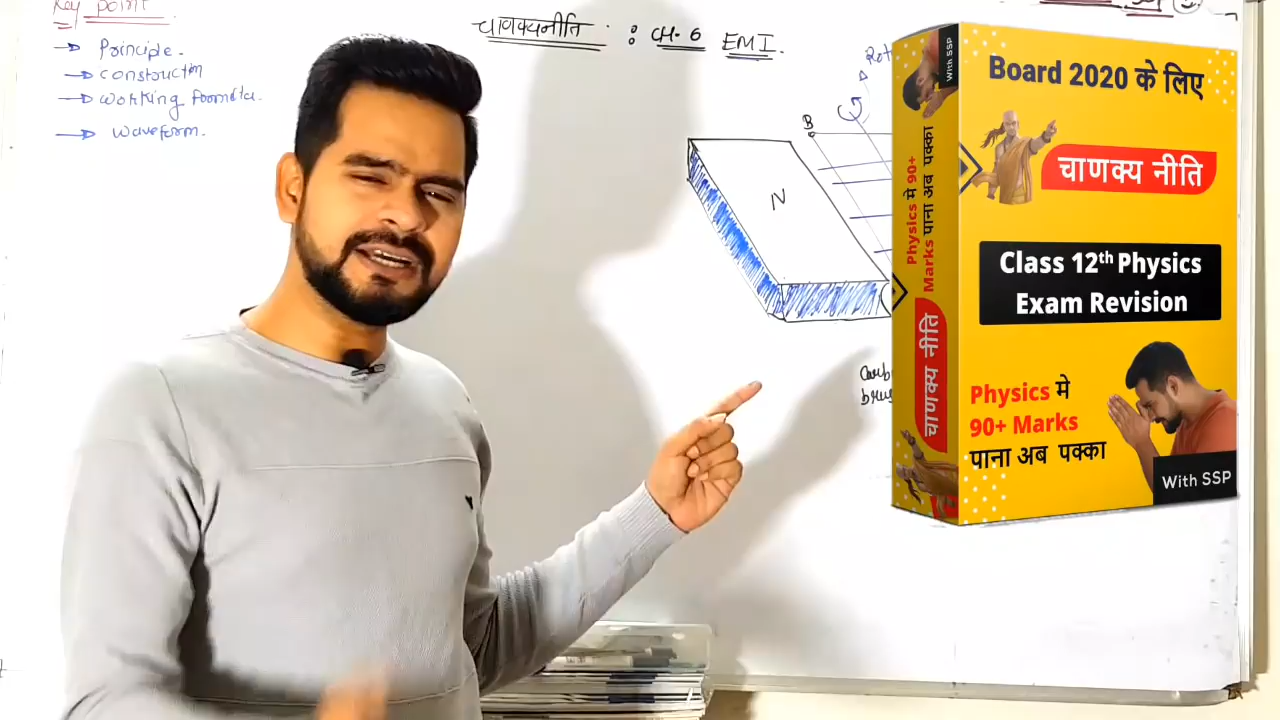 Key point
→ Principle.
→ constructin
→ working formula.
→ waveform.
चाणक्यनीति : CH-6 EMI.
B
N
With SSP
Physics में 90+
Marks पाना अब पक्का
चाणक्य नीति
Board 2020 के लिए
चाणक्य नीति
Class 12th Physics
Exam Revision
Physics मे
90+ Marks
पाना अब पक्का
With SSP